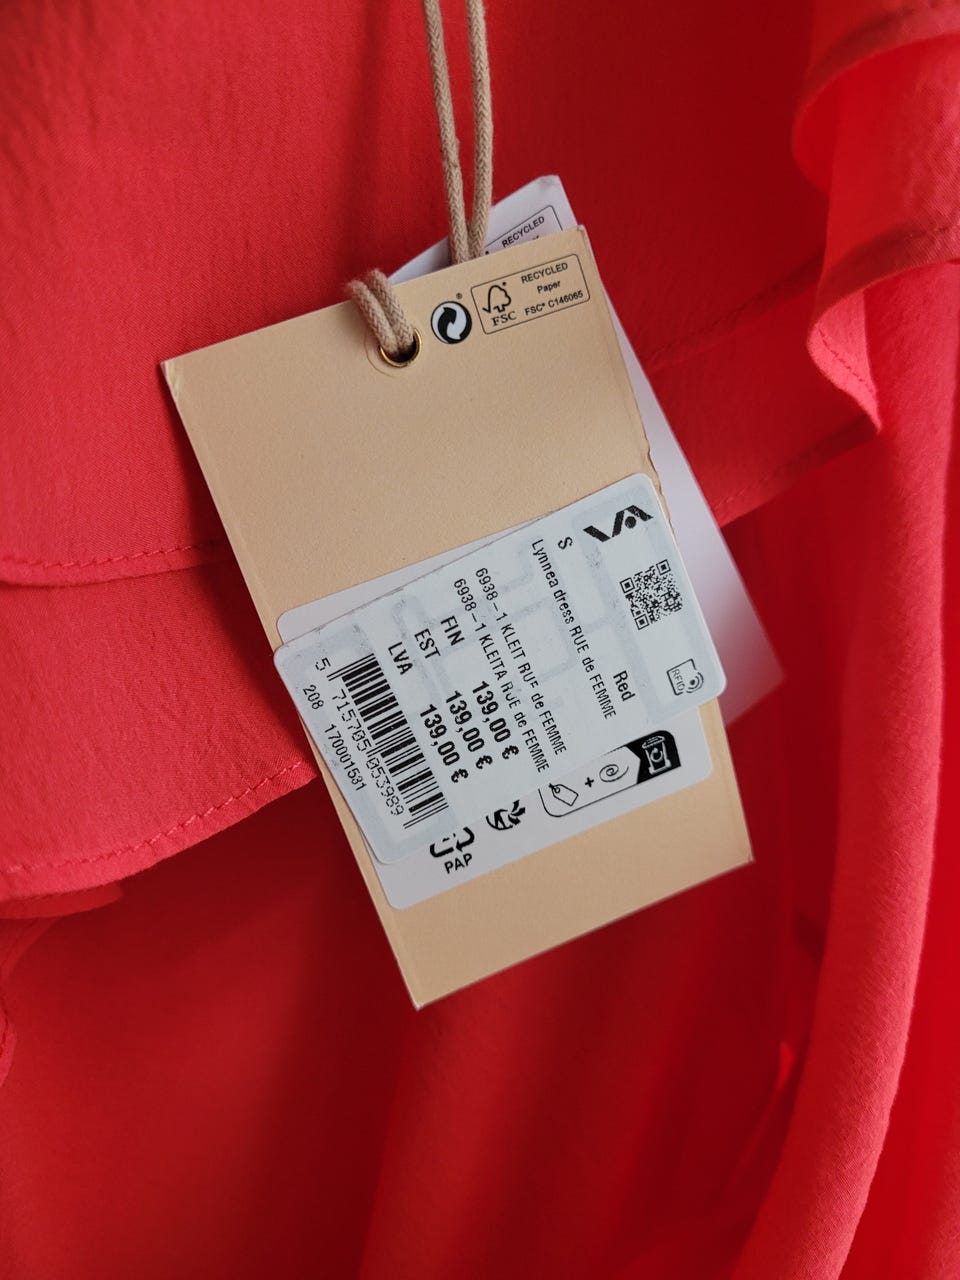 RECYCLED
RECYCLED
Paper
FSC® C146065
FSC
®
S
Lynnea dress RUE de FEMME
Red
6938-1 KLEIT RUE de FEMME
6938-1 KLEITA RUE de FEMME
FIN 139,00 €
EST 139,00 €
LVA 139,00 €
5 715705 053989
208 170001531
RFID
PAP